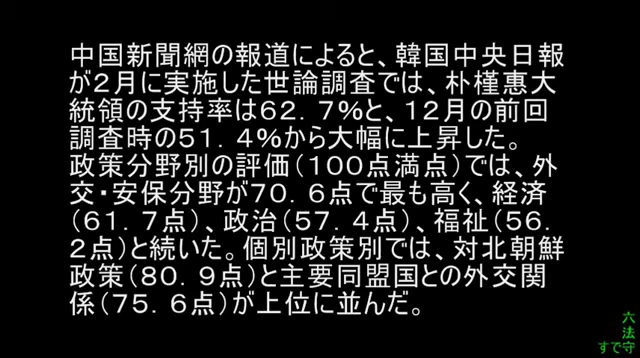 中国新聞網の報道によると、韓国中央日報
が２月に実施した世論調査では、朴槿惠大
統領の支持率は６２．７％と、１２月の前回
調査時の５１．４％から大幅に上昇した。
政策分野別の評価（１００点満点）では、外
交・安保分野が７０．６点で最も高く、経済
（６１．７点）、政治（５７．４点）、福祉（５６．
２点）と続いた。個別政策別では、対北朝鮮
政策（８０．９点）と主要同盟国との外交関
係（７５．６点）が上位に並んだ。
六
法
すで守